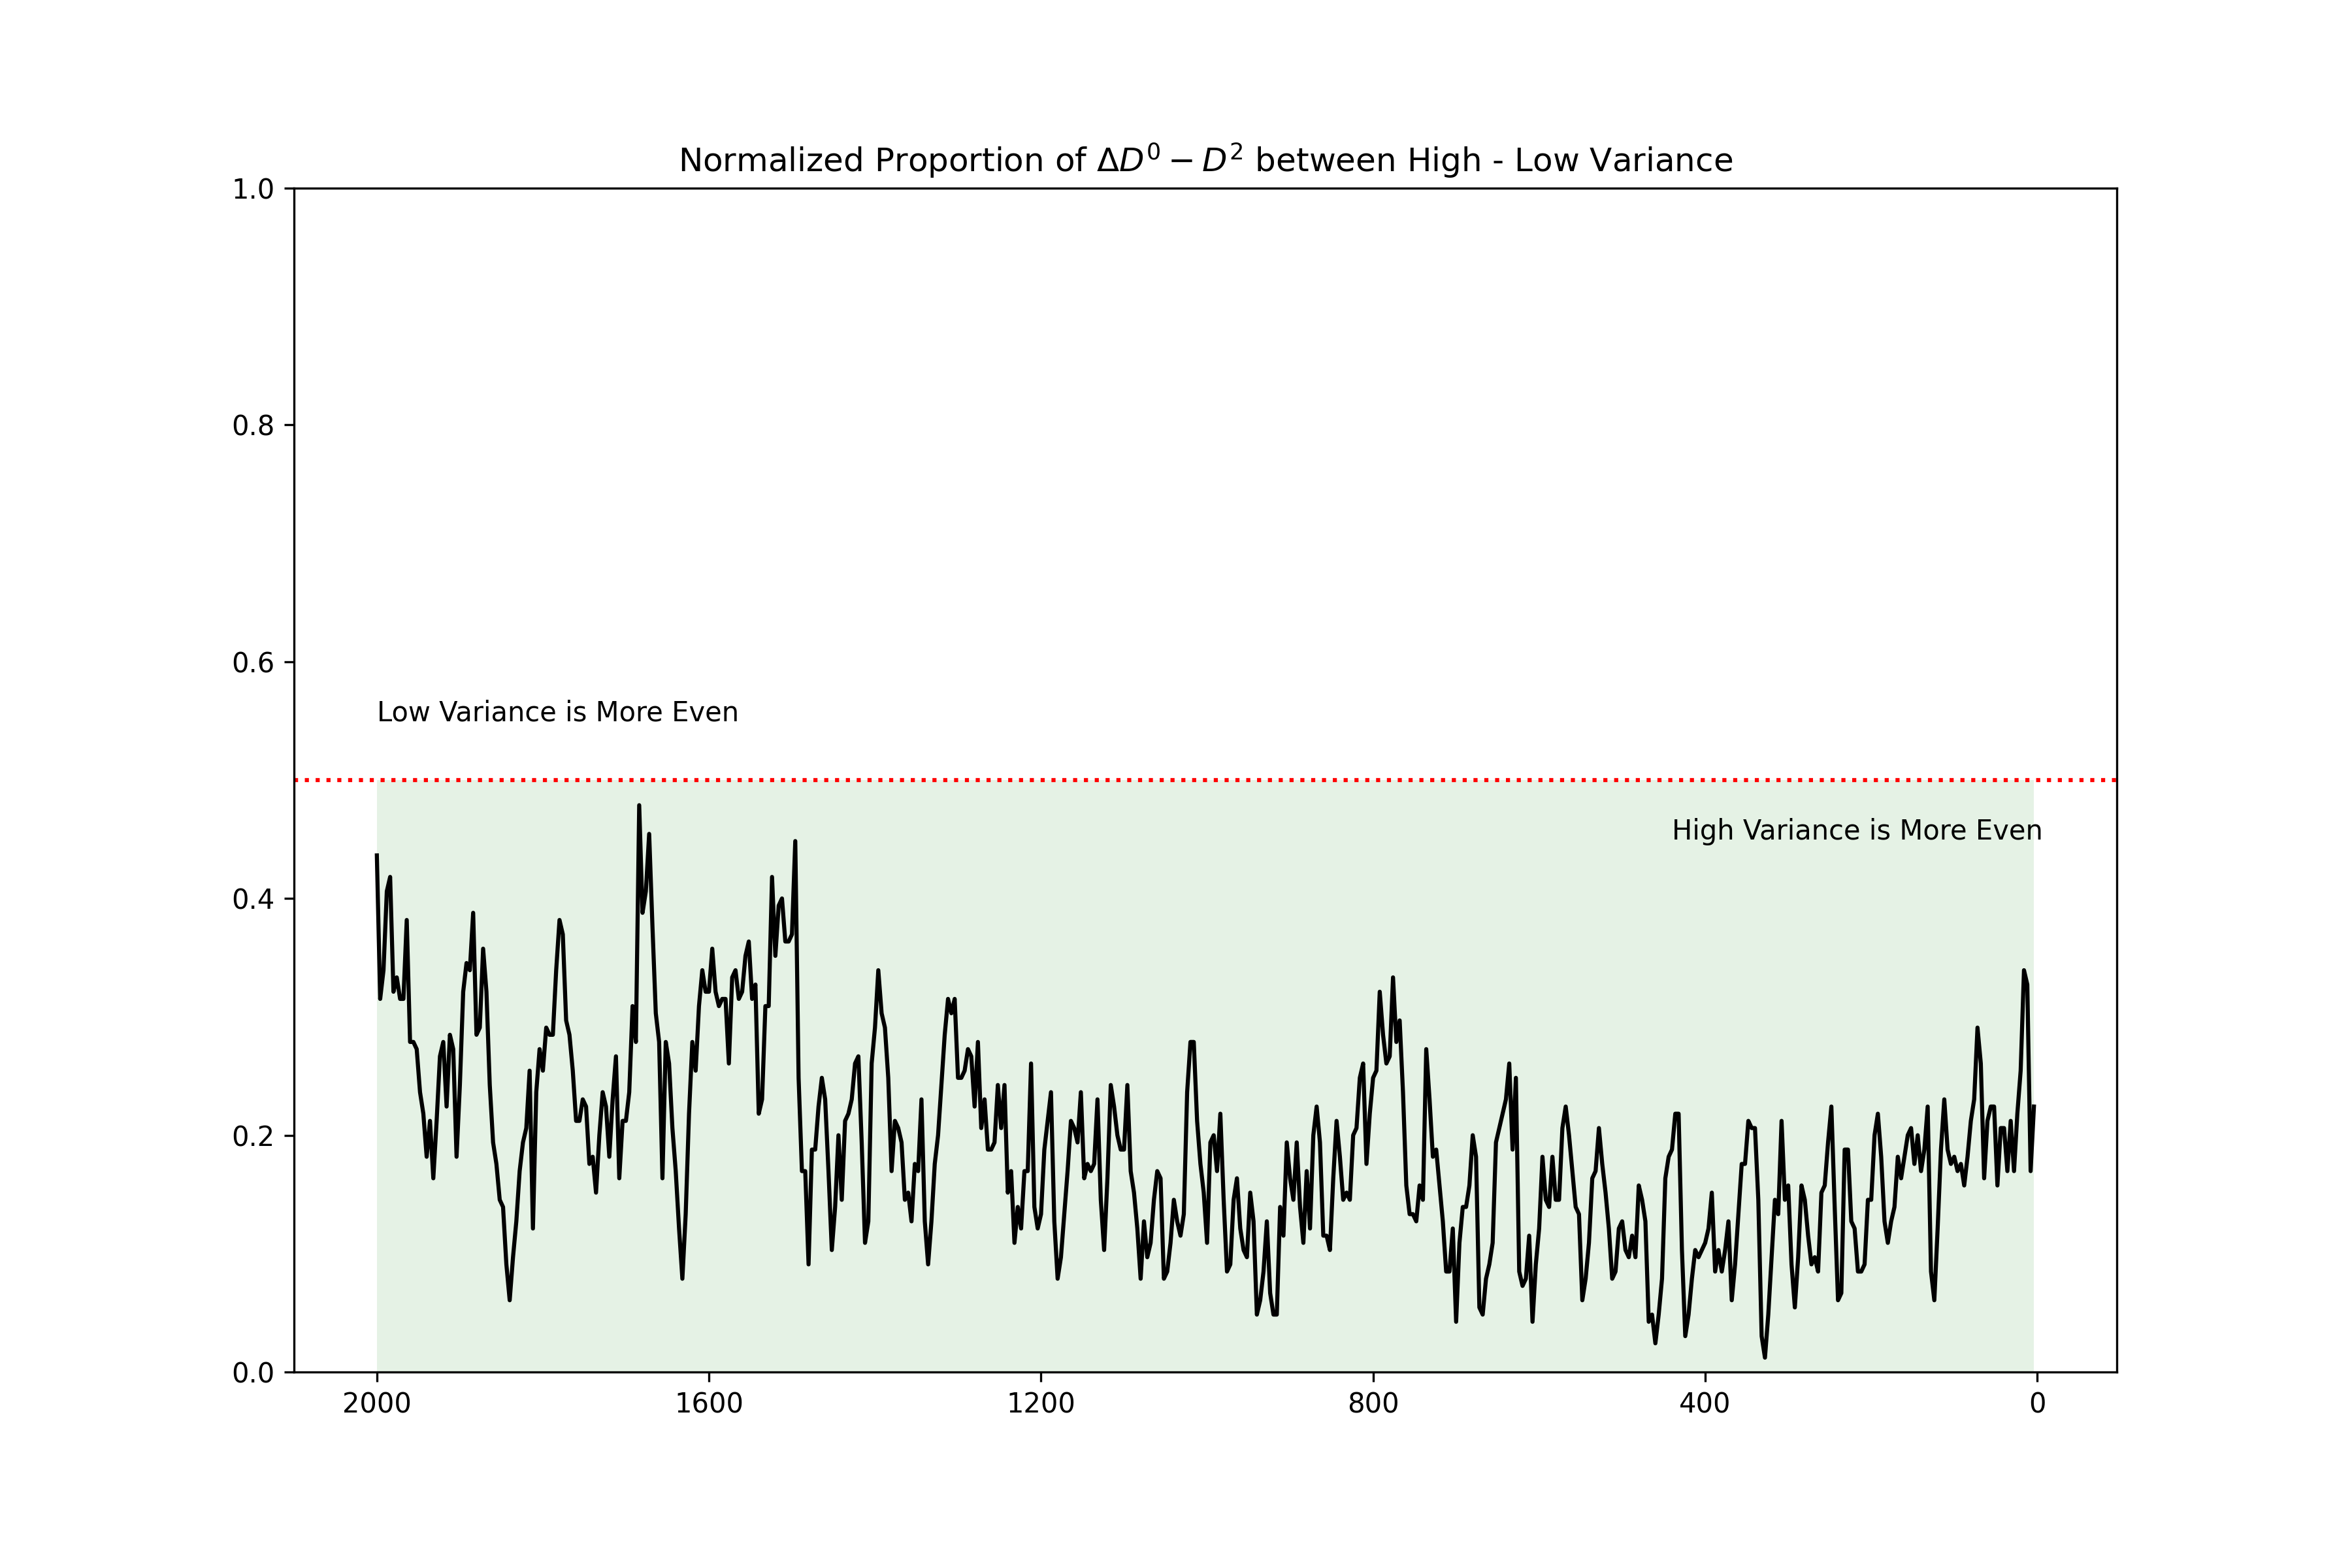 Normalized Proportion of ΔD⁰ − D² between High - Low Variance
1.0
0.8
0.6
Low Variance is More Even
High Variance is More Even
0.4
0.2
0.0
2000 1600 1200 800 400 0